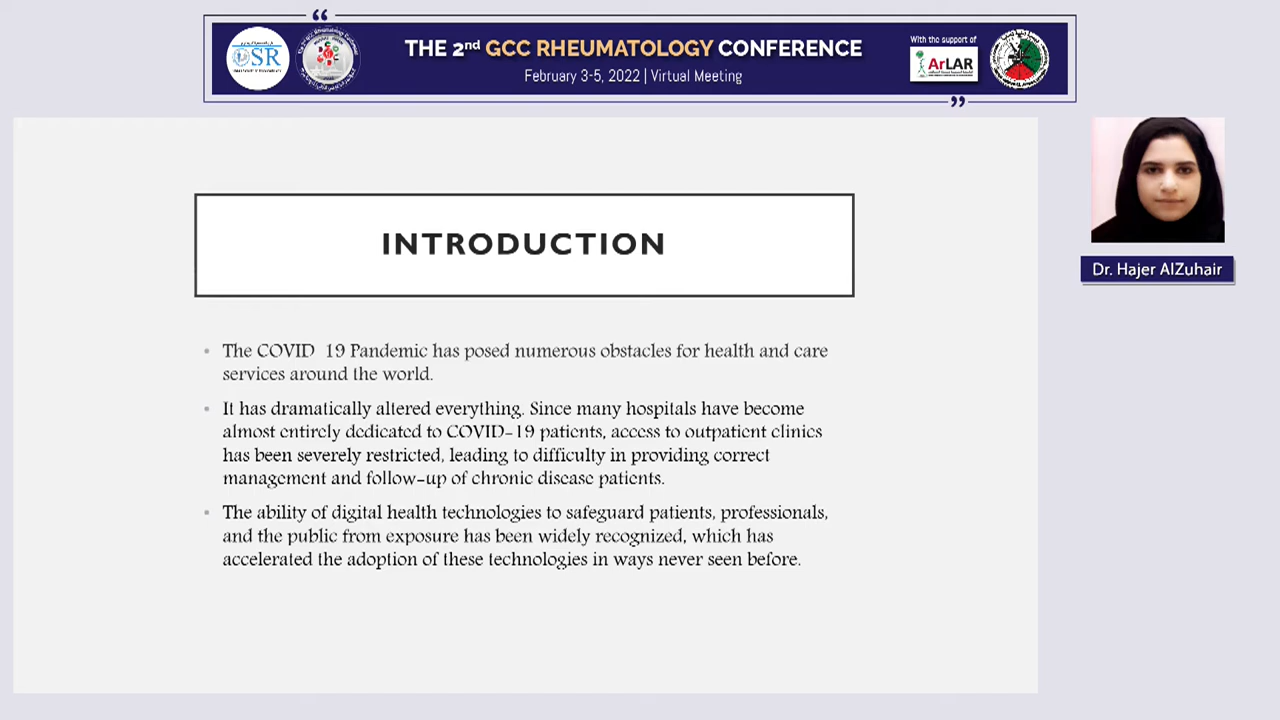 THE 2nd GCC RHEUMATOLOGY CONFERENCE
February 3-5, 2022 | Virtual Meeting
With the support of
OSR
ArLAR
Dr. Hajer AlZuhair
INTRODUCTION
• The COVID 19 Pandemic has posed numerous obstacles for health and care
services around the world.
• It has dramatically altered everything. Since many hospitals have become
almost entirely dedicated to COVID-19 patients, access to outpatient clinics
has been severely restricted, leading to difficulty in providing correct
management and follow-up of chronic disease patients.
• The ability of digital health technologies to safeguard patients, professionals,
and the public from exposure has been widely recognized, which has
accelerated the adoption of these technologies in ways never seen before.